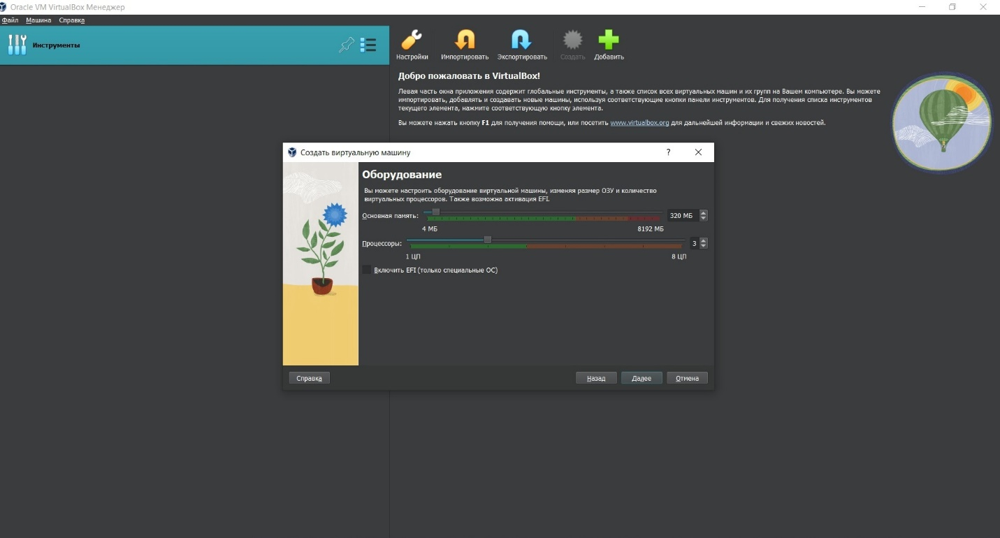 Oracle VM VirtualBox Менеджер
Файл Машина Справка
Инструменты
Настройки Импортировать Экспортировать Создать Добавить
Добро пожаловать в VirtualBox!
Левая часть окна приложения содержит глобальные инструменты, а также список всех виртуальных машин и их групп на Вашем компьютере. Вы можете
импортировать, добавлять и создавать новые машины, используя соответствующие кнопки панели инструментов. Для получения списка инструментов
текущего элемента, нажмите соответствующую кнопку элемента.
Вы можете нажать кнопку F1 для получения помощи, или посетить www.virtualbox.org для дальнейшей информации и свежих новостей.
Создать виртуальную машину
?
Оборудование
Вы можете настроить оборудование виртуальной машины, изменяя размер ОЗУ и количество
виртуальных процессоров. Также возможна активация EFI.
Основная память: 320 МБ
4 МБ 8192 МБ
Процессоры: 3
1 ЦП 8 ЦП
Включить EFI (только специальные ОС)
Справка Назад Далее Отмена